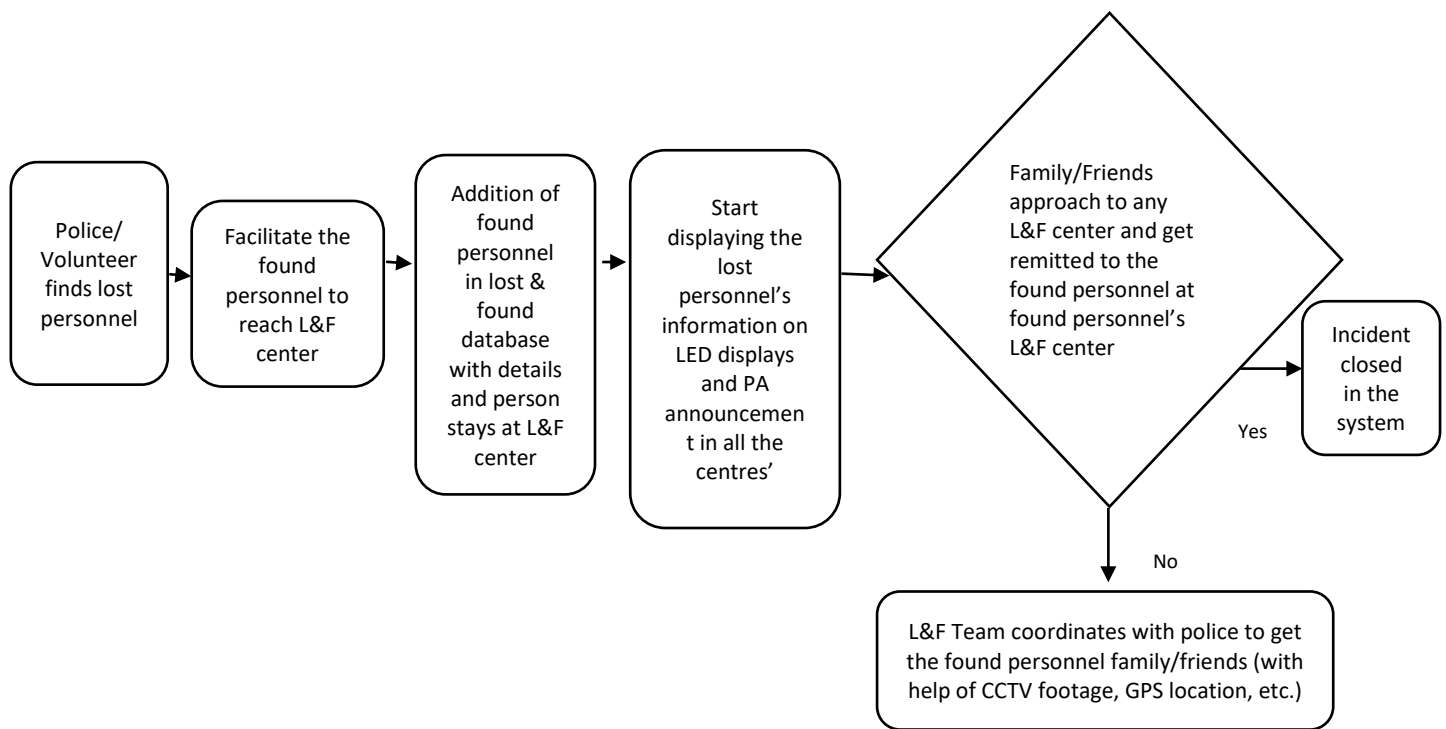 Police/
Volunteer
finds lost
personnel
Facilitate the
found
personnel to
reach L&F
center
Addition of
found
personnel
in lost &
found
database
with details
and person
stays at L&F
center
Start
displaying the
lost
personnel’s
information on
LED displays
and PA
announcemen
t in all the
centres’
Family/Friends
approach to any
L&F center and get
remitted to the
found personnel at
found personnel’s
L&F center
Yes
Incident
closed
in the
system
No
L&F Team coordinates with police to get
the found personnel family/friends (with
help of CCTV footage, GPS location, etc.)